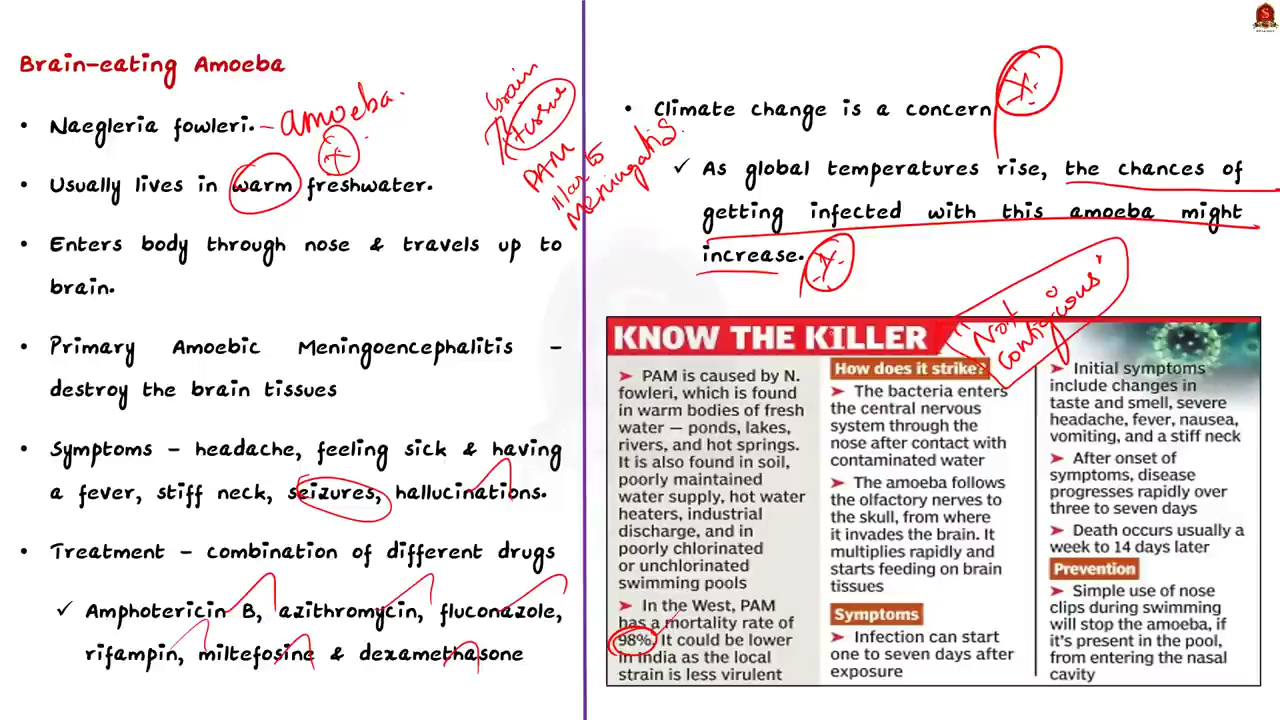 Brain-eating Amoeba
• Naegleria fowleri. - amoeba.
• Usually lives in warm freshwater.
• Enters body through nose & travels up to
brain.
• Primary Amoebic Meningoencephalitis -
destroy the brain tissues
• Symptoms - headache, feeling sick & having
a fever, stiff neck, seizures, hallucinations.
• Treatment - combination of different drugs
✓ Amphotericin B, azithromycin, fluconazole,
rifampin, miltefosine & dexamethasone
brain
tissue
PAM
to
Meningatis.
• Climate change is a concern
✓ As global temperatures rise, the chances of
getting infected with this amoeba might
increase.
"Not
contigious"
KNOW THE KILLER
➤ PAM is caused by N.
fowleri, which is found
in warm bodies of fresh
water — ponds, lakes,
rivers, and hot springs.
It is also found in soil,
poorly maintained
water supply, hot water
heaters, industrial
discharge, and in
poorly chlorinated
or unchlorinated
swimming pools
➤ In the West, PAM
has a mortality rate of
98%. It could be lower
in India as the local
strain is less virulent
How does it strike?
➤ The bacteria enters
the central nervous
system through the
nose after contact with
contaminated water
➤ The amoeba follows
the olfactory nerves to
the skull, from where
it invades the brain. It
multiplies rapidly and
starts feeding on brain
tissues
Symptoms
➤ Infection can start
one to seven days after
exposure
➤ Initial symptoms
include changes in
taste and smell, severe
headache, fever, nausea,
vomiting, and a stiff neck
➤ After onset of
symptoms, disease
progresses rapidly over
three to seven days
➤ Death occurs usually a
week to 14 days later
Prevention
➤ Simple use of nose
clips during swimming
will stop the amoeba, if
it's present in the pool,
from entering the nasal
cavity